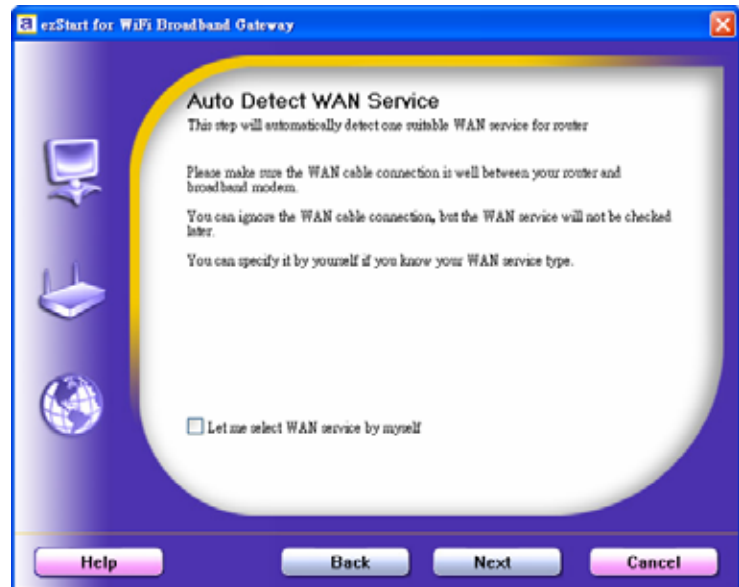 a ezStart for WiFi Broadband Gateway
Auto Detect WAN Service
This step will automatically detect one suitable WAN service for router
Please make sure the WAN cable connection is well between your router and
broadband modem.
You can ignore the WAN cable connection, but the WAN service will not be checked
later.
You can specify it by yourself if you know your WAN service type.
Let me select WAN service by myself
Help
Back
Next
Cancel